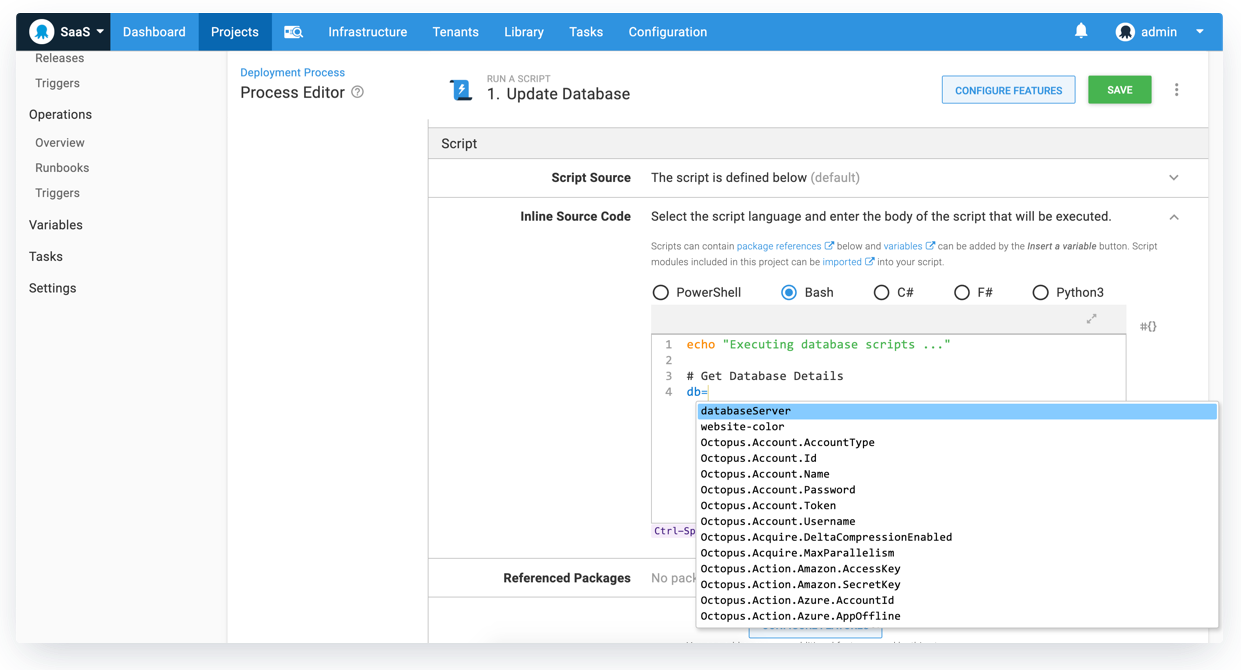 SaaS
Dashboard
Projects
Infrastructure
Tenants
Library
Tasks
Configuration
admin
Releases
Triggers
Operations
Overview
Runbooks
Triggers
Variables
Tasks
Settings
Deployment Process
Process Editor ?
RUN A SCRIPT
1. Update Database
CONFIGURE FEATURES
SAVE
Script
Script Source
The script is defined below (default)
Inline Source Code
Select the script language and enter the body of the script that will be executed.
Scripts can contain package references below and variables can be added by the Insert a variable button. Script
modules included in this project can be imported into your script.
PowerShell
Bash
C#
F#
Python3
#{}
1 echo "Executing database scripts ..."
2
3 # Get Database Details
4 db=
databaseServer
website-color
Octopus.Account.AccountType
Octopus.Account.Id
Octopus.Account.Name
Octopus.Account.Password
Octopus.Account.Token
Octopus.Account.Username
Octopus.Acquire.DeltaCompressionEnabled
Octopus.Acquire.MaxParallelism
Octopus.Action.Amazon.AccessKey
Octopus.Action.Amazon.SecretKey
Octopus.Action.Azure.AccountId
Octopus.Action.Azure.AppOffline
Ctrl-Sp
Referenced Packages
No pack